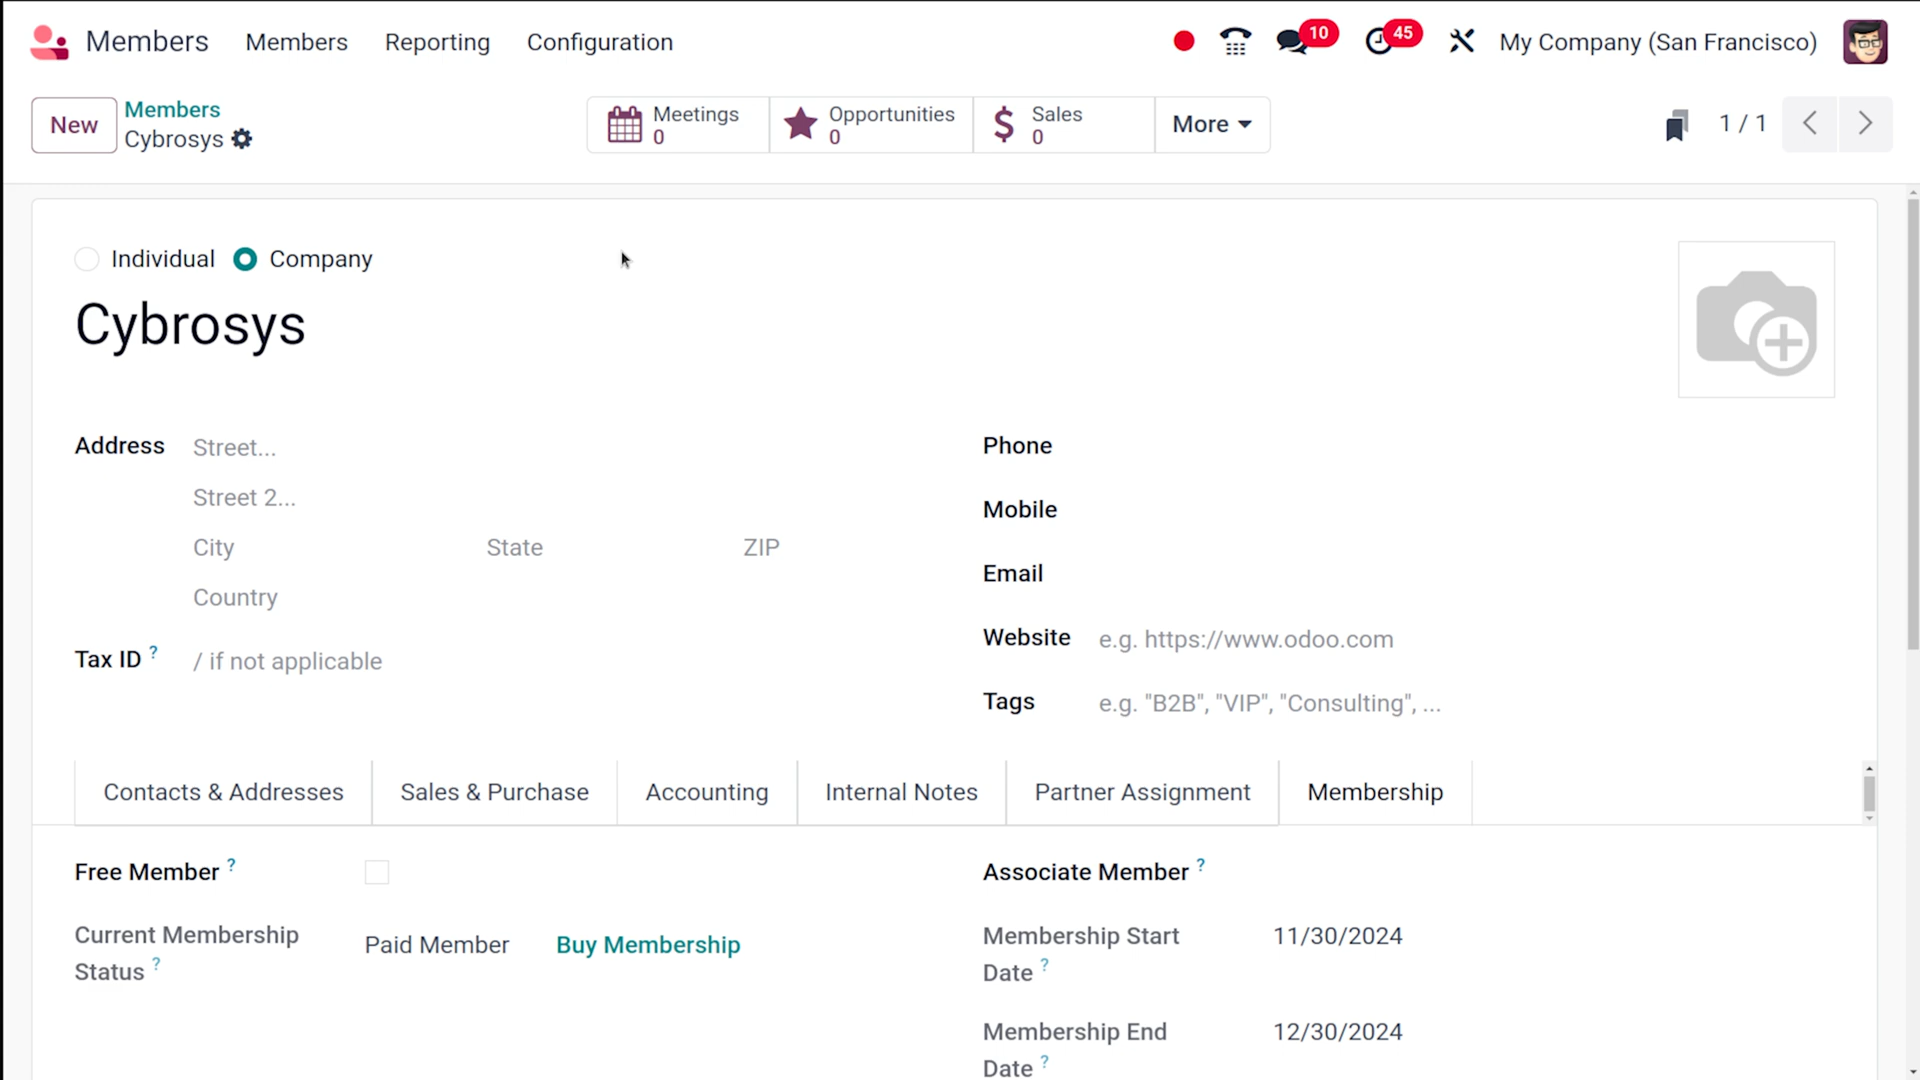 Members Members Reporting Configuration 10 45 My Company (San Francisco)
New Members Meetings 0 Opportunities 0 Sales 0 More 1 / 1
Cybrosys
Individual Company
Cybrosys
Address Street... Phone
Street 2...
Mobile
City State ZIP
Email
Country
Website e.g. https://www.odoo.com
Tax ID ? / if not applicable
Tags e.g. "B2B", "VIP", "Consulting", ...
Contacts & Addresses Sales & Purchase Accounting Internal Notes Partner Assignment Membership
Free Member ? Associate Member ?
Current Membership Status ? Paid Member Buy Membership Membership Start Date ? 11/30/2024
Membership End Date ? 12/30/2024